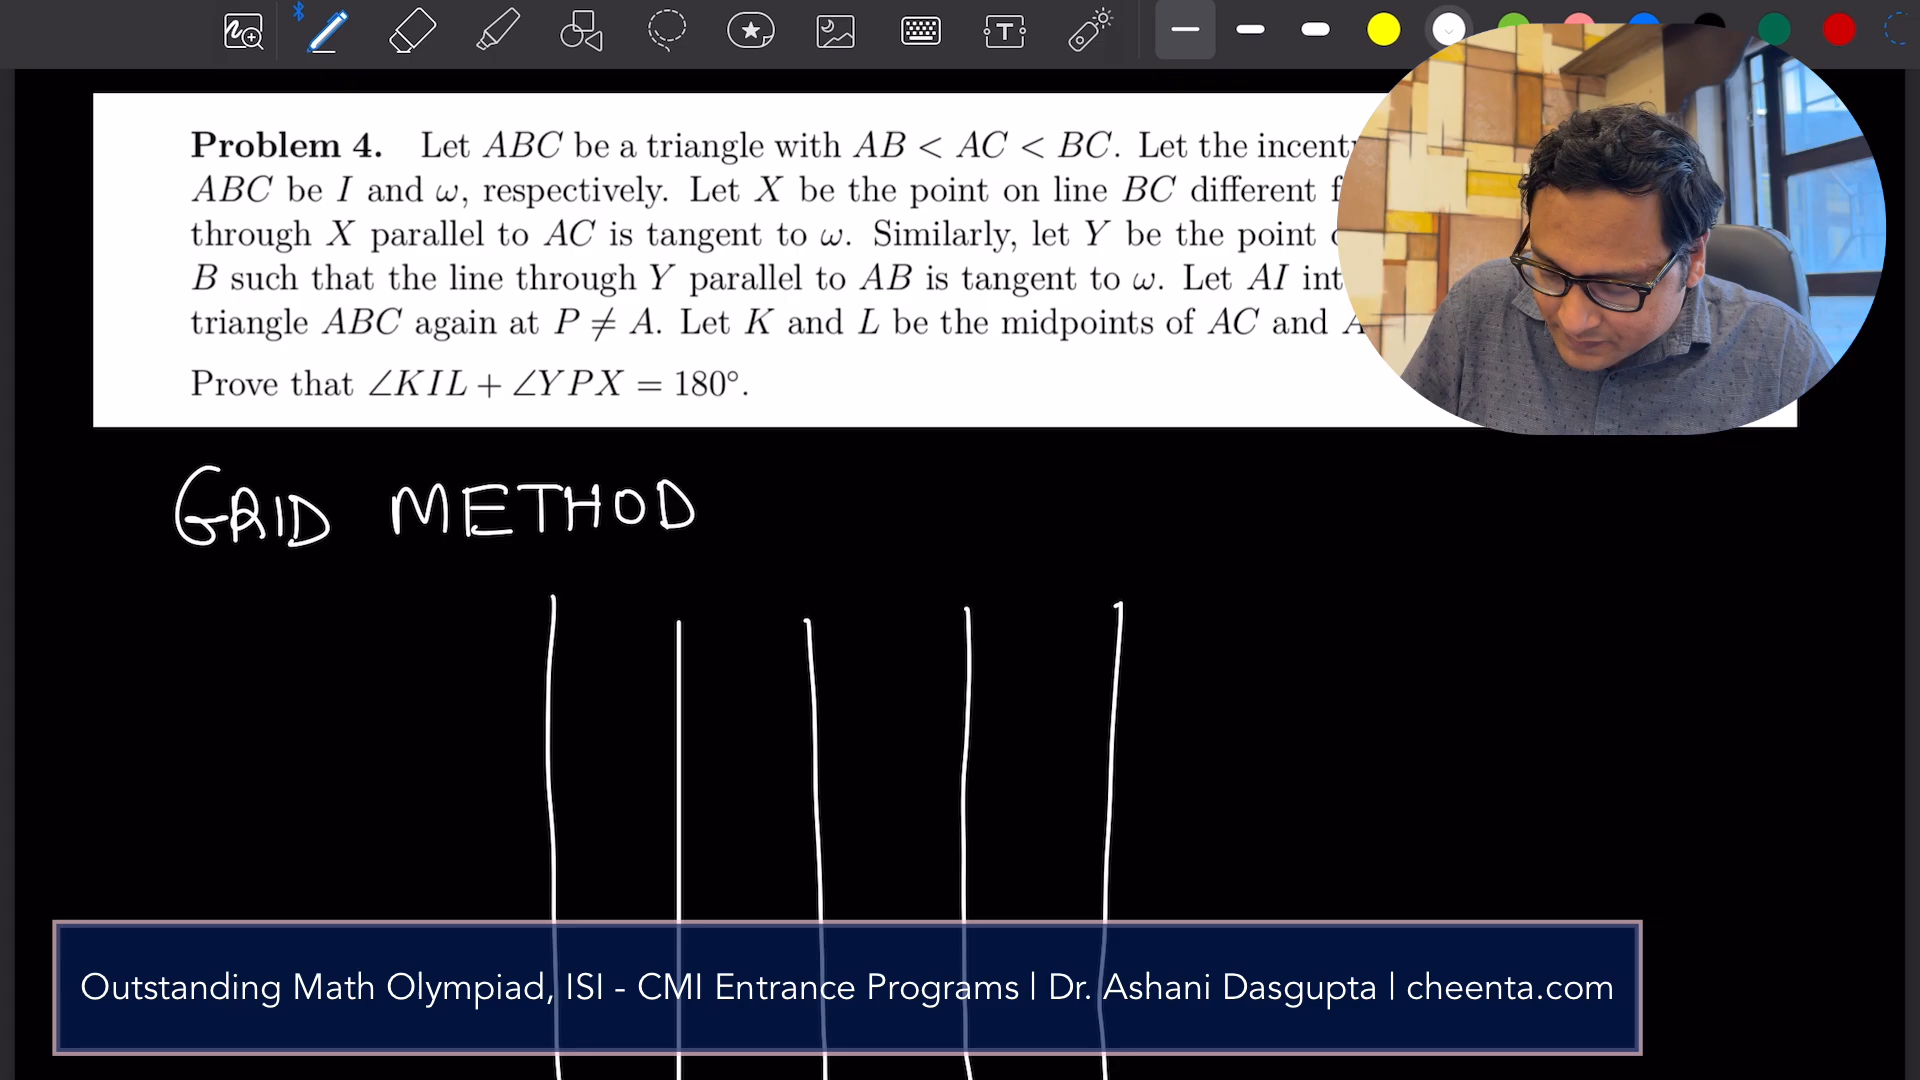 Problem 4. Let ABC be a triangle with AB < AC < BC. Let the incent
ABC be I and ω, respectively. Let X be the point on line BC different
through X parallel to AC is tangent to ω. Similarly, let Y be the point
B such that the line through Y parallel to AB is tangent to ω. Let AI int
triangle ABC again at P ≠ A. Let K and L be the midpoints of AC and
Prove that ∠KIL + ∠YPX = 180°.
GRID METHOD
Outstanding Math Olympiad, ISI - CMI Entrance Programs | Dr. Ashani Dasgupta | cheenta.com